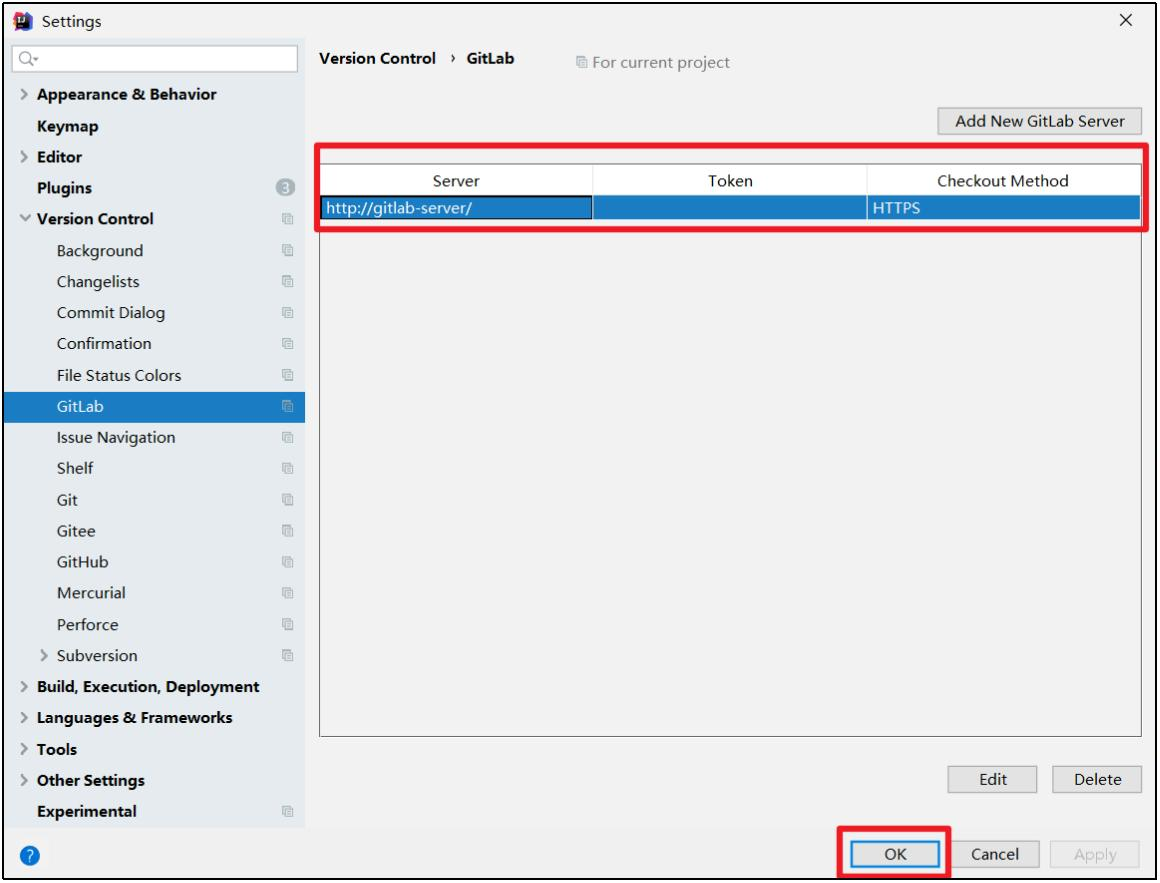 Settings
Version Control › GitLab
For current project
Appearance & Behavior
Keymap
Editor
Plugins 3
Version Control
Background
Changelists
Commit Dialog
Confirmation
File Status Colors
GitLab
Issue Navigation
Shelf
Git
Gitee
GitHub
Mercurial
Perforce
Subversion
Build, Execution, Deployment
Languages & Frameworks
Tools
Other Settings
Experimental
Add New GitLab Server
Server Token Checkout Method
http://gitlab-server/ HTTPS
Edit Delete
? OK Cancel Apply